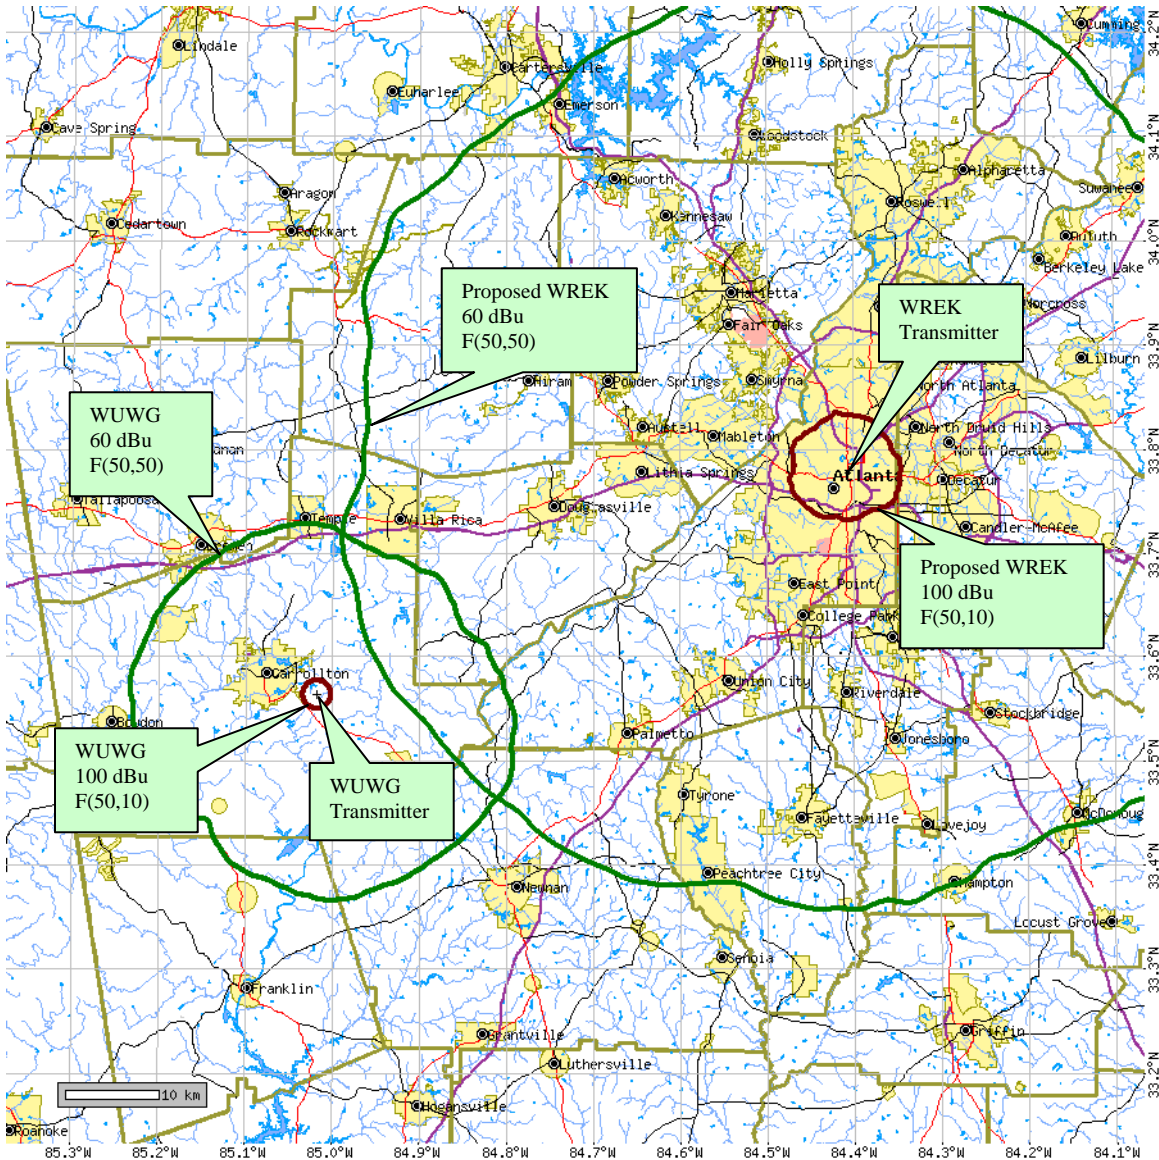 Lindale
Cartersville
Holly Springs
Cumming
34.2°N
Euharlee
Emerson
Cave Spring
Woodstock
34.1°N
Acworth
Alpharetta
Aragon
Suwanee
Cedartown
Rockmart
Kennesaw
Roswell
Duluth
34.0°N
Berkeley Lake
Proposed WREK
60 dBu
F(50,50)
Marietta
WREK
Transmitter
Norcross
Fair Oaks
33.9°N
Lilburn
Hiram
Powder Springs
Smyrna
North Atlanta
WUWG
60 dBu
F(50,50)
Austell
Mableton
North Druid Hills
North Decatur
33.8°N
anan
Lithia Springs
Atlanta
Decatur
Tallapoosa
Temple
Villa Rica
Douglasville
Candler-McAfee
33.7°N
Proposed WREK
100 dBu
F(50,10)
East Point
College Park
33.6°N
Carrollton
Union City
Riverdale
Stockbridge
Bowdon
Palmetto
Jonesboro
WUWG
100 dBu
F(50,10)
WUWG
Transmitter
33.5°N
Tyrone
Fayetteville
Lovejoy
McDonoug
33.4°N
Newnan
Peachtree City
Hampton
Locust Grove
33.3°N
Senoia
Franklin
Grantville
Griffin
Luthersville
33.2°N
10 km
Hogansville
Roanoke
85.3°W 85.2°W 85.1°W 85.0°W 84.9°W 84.8°W 84.7°W 84.6°W 84.5°W 84.4°W 84.3°W 84.2°W 84.1°W